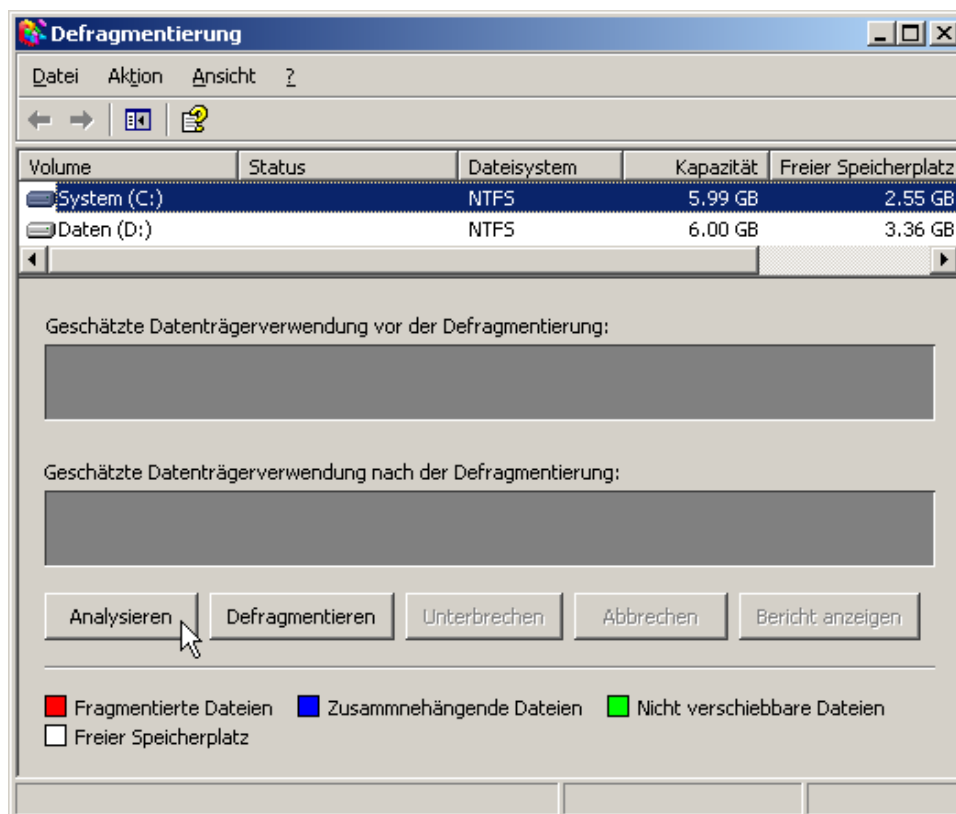 Defragmentierung
Datei Aktion Ansicht ?
Volume Status Dateisystem Kapazität Freier Speicherplatz
System (C:) NTFS 5.99 GB 2.55 GB
Daten (D:) NTFS 6.00 GB 3.36 GB
Geschätzte Datenträgerverwendung vor der Defragmentierung:
Geschätzte Datenträgerverwendung nach der Defragmentierung:
Analysieren Defragmentieren Unterbrechen Abbrechen Bericht anzeigen
Fragmentierte Dateien Zusammnehängende Dateien Nicht verschiebbare Dateien
Freier Speicherplatz